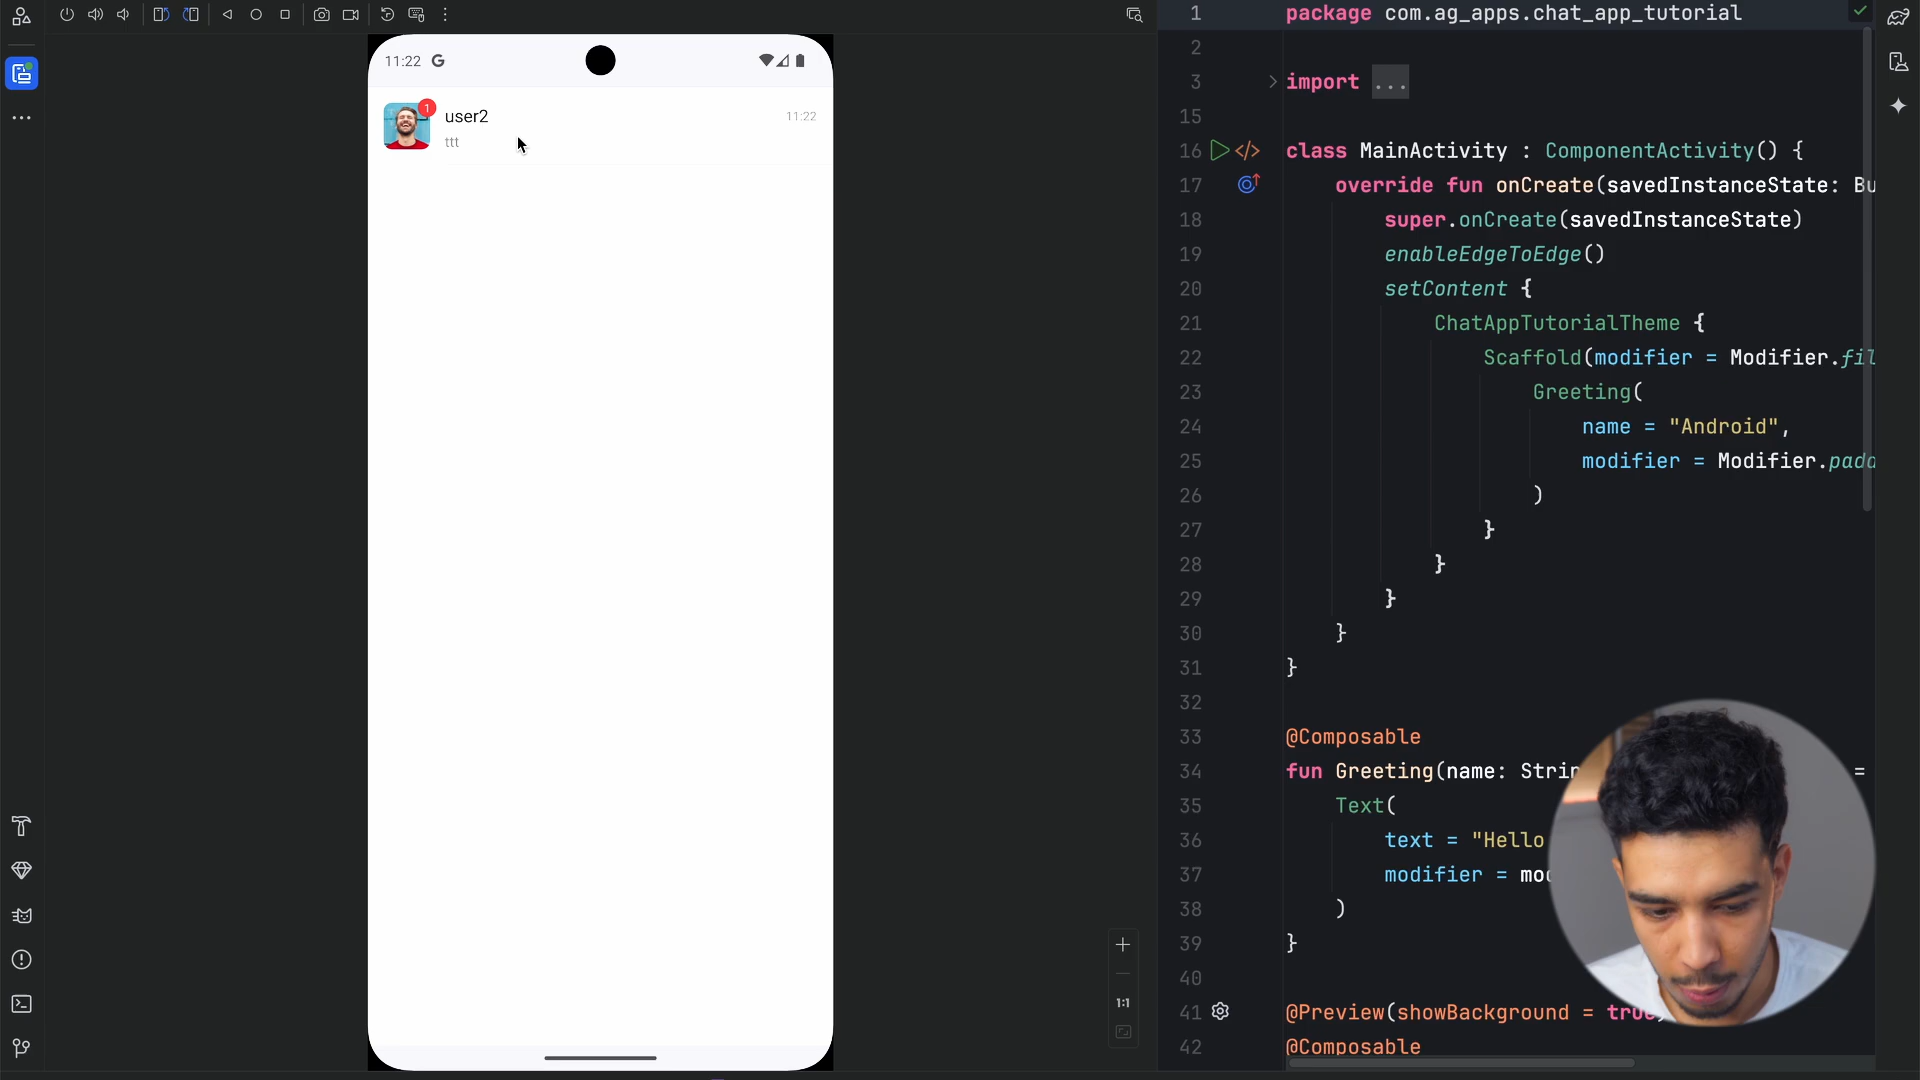 11:22
1
user2
11:22
ttt
1:1
1 package com.ag_apps.chat_app_tutorial
2
3 import ...
15
16 class MainActivity : ComponentActivity() {
17 override fun onCreate(savedInstanceState: Bu
18 super.onCreate(savedInstanceState)
19 enableEdgeToEdge()
20 setContent {
21 ChatAppTutorialTheme {
22 Scaffold(modifier = Modifier.fil
23 Greeting(
24 name = "Android",
25 modifier = Modifier.padd
26 )
27 }
28 }
29 }
30 }
31 }
32
33 @Composable
34 fun Greeting(name: Strin =
35 Text(
36 text = "Hello
37 modifier = mod
38 )
39 }
40
41 @Preview(showBackground = true)
42 @Composable